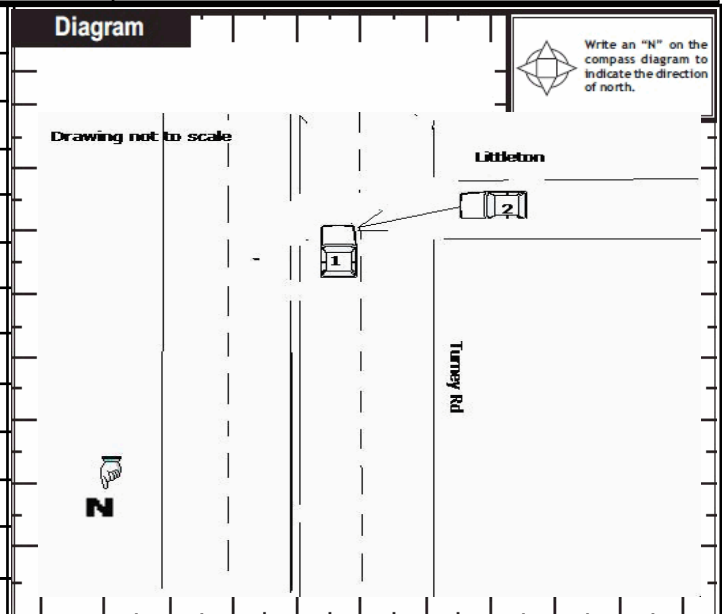 Diagram
Write an "N" on the
compass diagram to
indicate the direction
of north.
Drawing not to scale
Littleton
2
1
Turney Rd
N